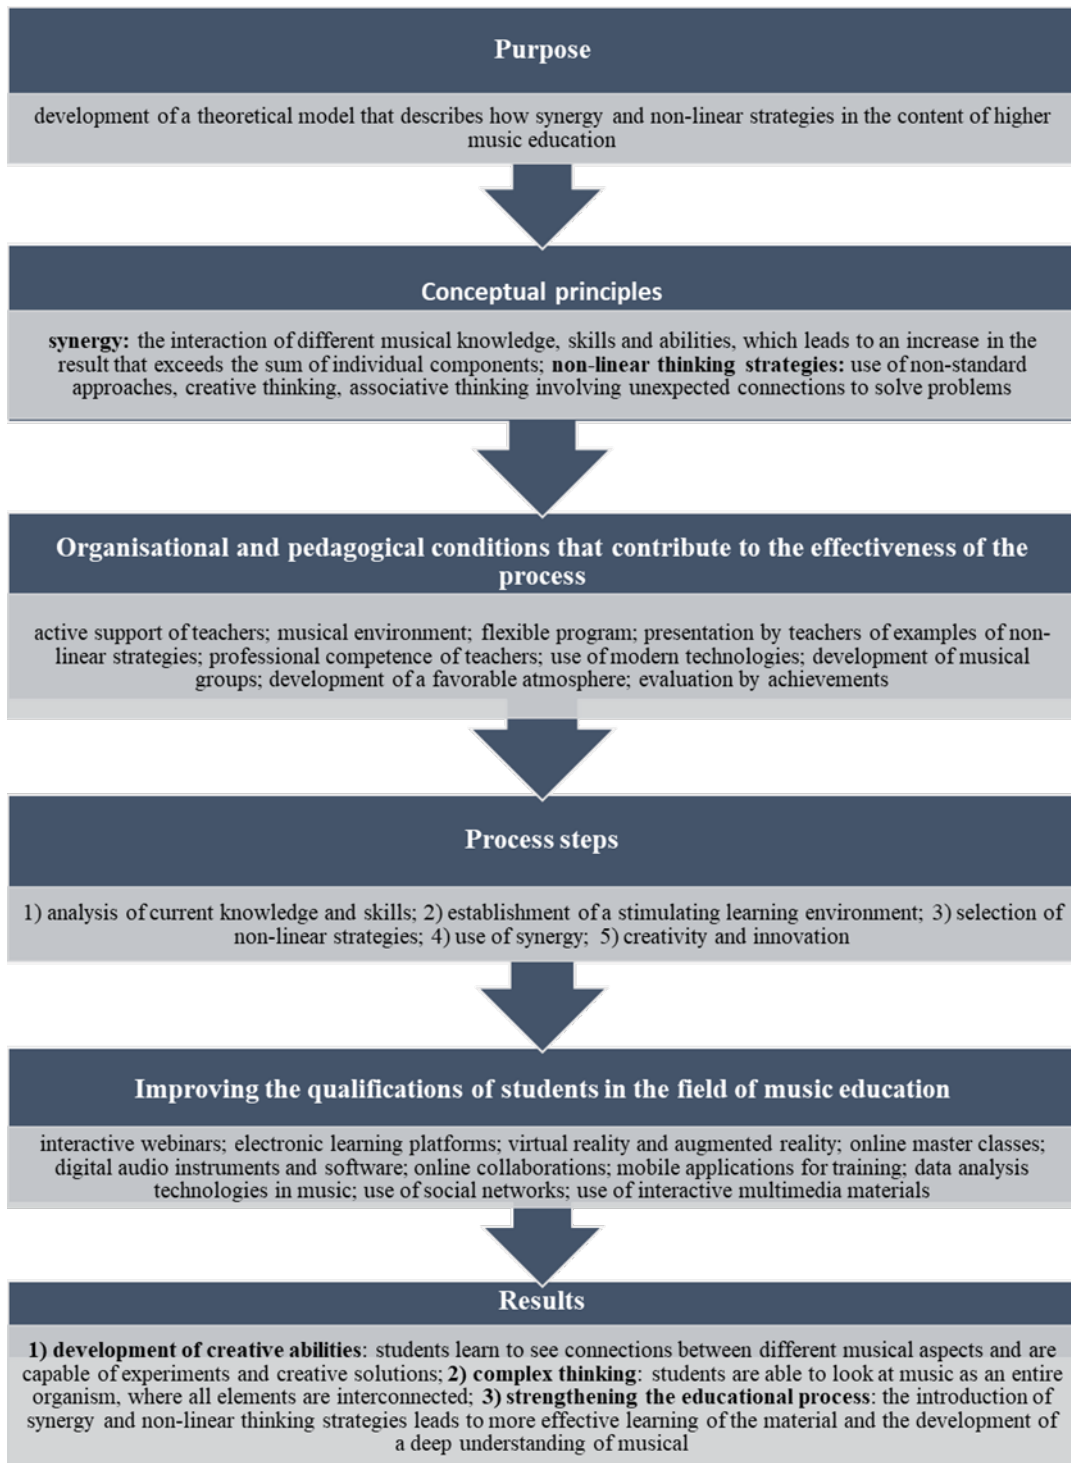 Purpose
development of a theoretical model that describes how synergy and non-linear strategies in the content of higher
music education
Conceptual principles
synergy: the interaction of different musical knowledge, skills and abilities, which leads to an increase in the
result that exceeds the sum of individual components; non-linear thinking strategies: use of non-standard
approaches, creative thinking, associative thinking involving unexpected connections to solve problems
Organisational and pedagogical conditions that contribute to the effectiveness of the
process
active support of teachers; musical environment; flexible program; presentation by teachers of examples of non-
linear strategies; professional competence of teachers; use of modern technologies; development of musical
groups; development of a favorable atmosphere; evaluation by achievements
Process steps
1) analysis of current knowledge and skills; 2) establishment of a stimulating learning environment; 3) selection of
non-linear strategies; 4) use of synergy; 5) creativity and innovation
Improving the qualifications of students in the field of music education
interactive webinars; electronic learning platforms; virtual reality and augmented reality; online master classes;
digital audio instruments and software; online collaborations; mobile applications for training; data analysis
technologies in music; use of social networks; use of interactive multimedia materials
Results
1) development of creative abilities: students learn to see connections between different musical aspects and are
capable of experiments and creative solutions; 2) complex thinking: students are able to look at music as an entire
organism, where all elements are interconnected; 3) strengthening the educational process: the introduction of
synergy and non-linear thinking strategies leads to more effective learning of the material and the development of
a deep understanding of musical